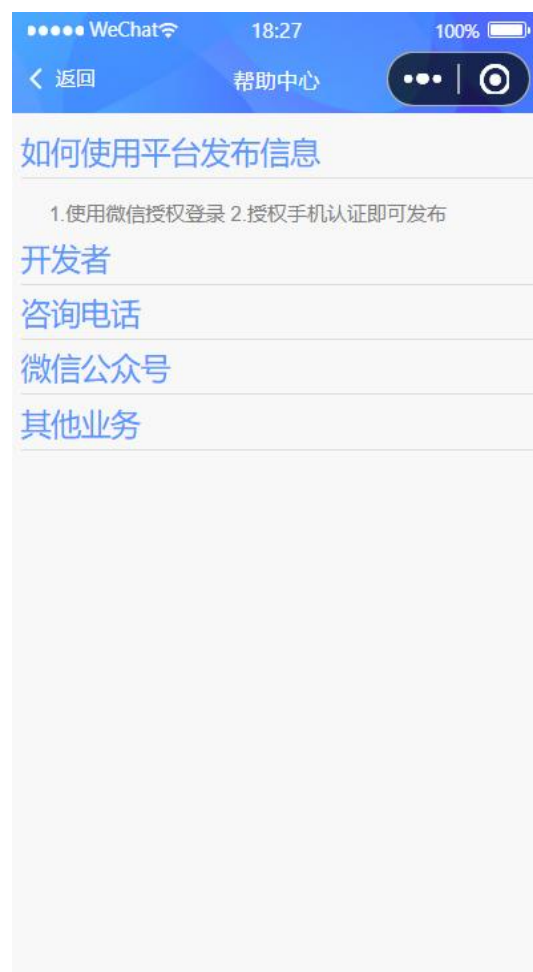 WeChat 18:27 100%
返回 帮助中心
如何使用平台发布信息
1.使用微信授权登录 2.授权手机认证即可发布
开发者
咨询电话
微信公众号
其他业务